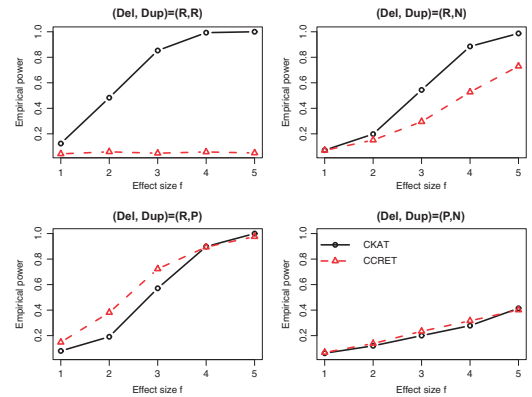 (Del, Dup)=(R,R)
Empirical power
0.2 0.4 0.6 0.8 1.0
1 2 3 4 5
Effect size f
(Del, Dup)=(R,N)
Empirical power
0.2 0.4 0.6 0.8 1.0
1 2 3 4 5
Effect size f
(Del, Dup)=(R,P)
Empirical power
0.2 0.4 0.6 0.8 1.0
1 2 3 4 5
Effect size f
(Del, Dup)=(P,N)
CKAT
CCRET
Empirical power
0.2 0.4 0.6 0.8 1.0
1 2 3 4 5
Effect size f